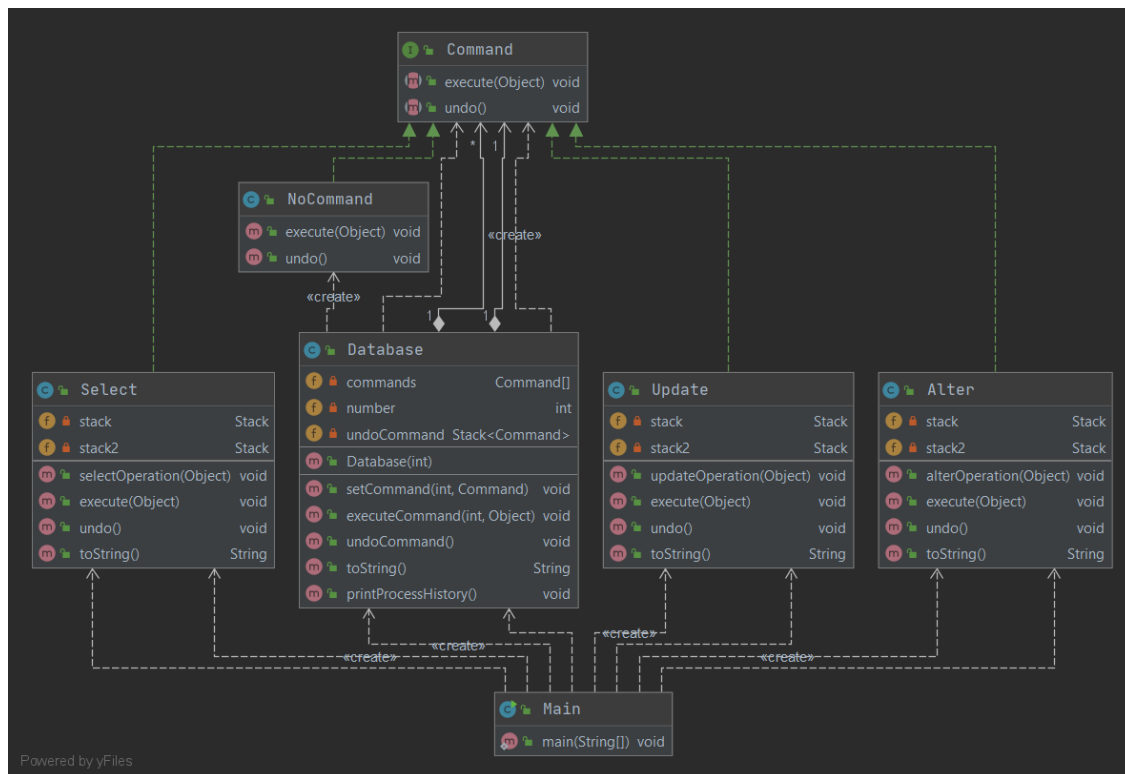 Command
execute(Object) void
undo() void
* 1
NoCommand
execute(Object) void
undo() void
«create»
«create»
1 1
Database
commands Command[]
number int
undoCommand Stack<Command>
Database(int)
setCommand(int, Command) void
executeCommand(int, Object) void
undoCommand() void
toString() String
printProcessHistory() void
Select
stack Stack
stack2 Stack
selectOperation(Object) void
execute(Object) void
undo() void
toString() String
Update
stack Stack
stack2 Stack
updateOperation(Object) void
execute(Object) void
undo() void
toString() String
Alter
stack Stack
stack2 Stack
alterOperation(Object) void
execute(Object) void
undo() void
toString() String
«create»
«create»
«create»
«create»
Main
main(String[]) void
Powered by yFiles